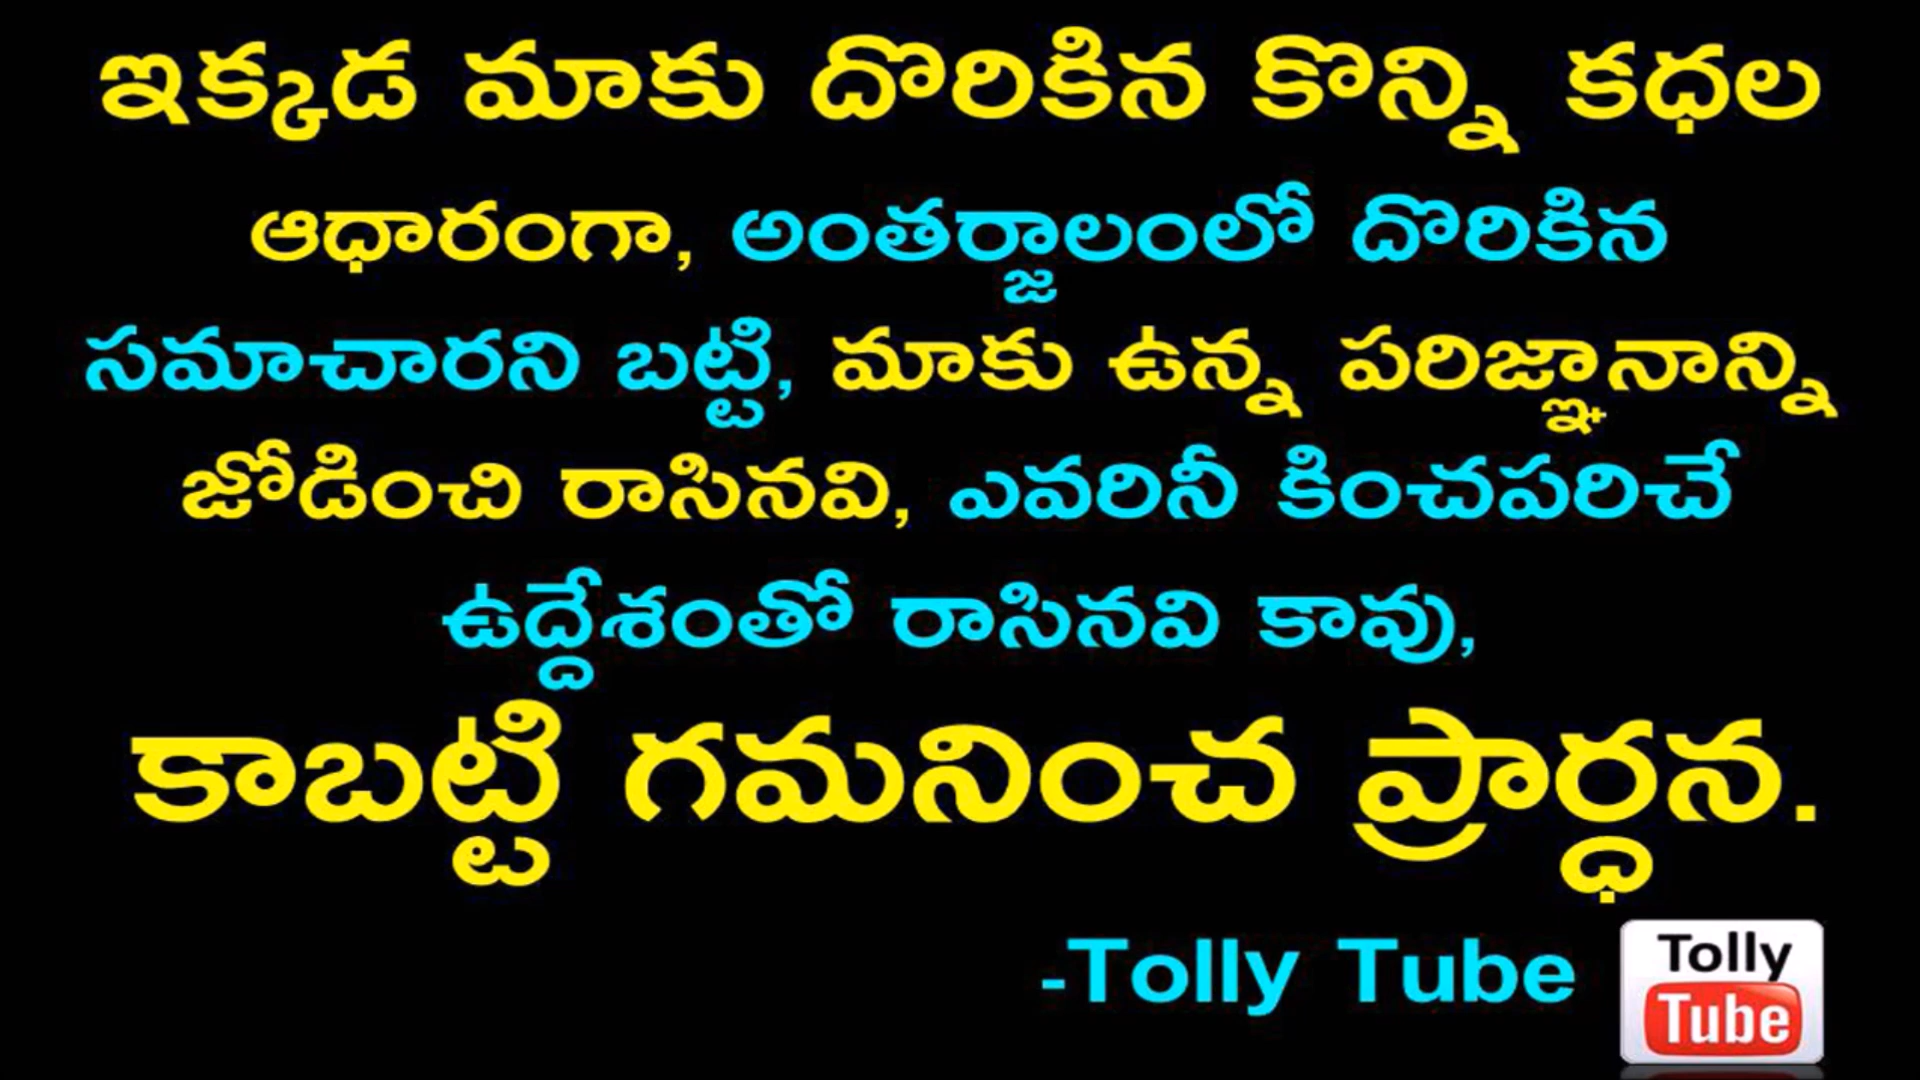 ఇక్కడ మాకు దొరికిన కొన్ని కధల
ఆధారంగా, అంతర్జాలంలో దొరికిన
సమాచారని బట్టి, మాకు ఉన్న పరిజ్ఞానాన్ని
జోడించి రాసినవి, ఎవరినీ కించపరిచే
ఉద్దేశంతో రాసినవి కావు,
కాబట్టి గమనించ ప్రార్ధన.
-Tolly Tube
Tolly
Tube